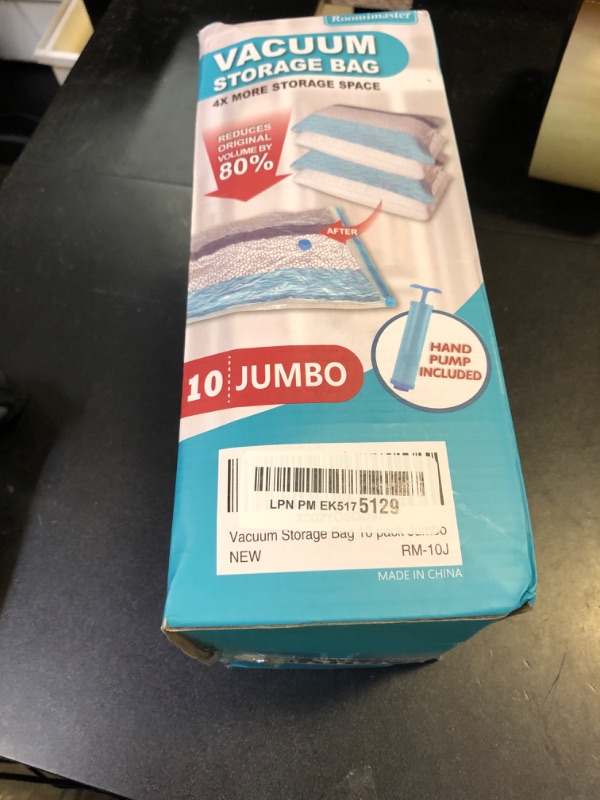 Roomimaster
VACUUM
STORAGE BAG
4X MORE STORAGE SPACE
REDUCES
ORIGINAL
VOLUME BY
80%
AFTER
HAND
PUMP
INCLUDED
10 JUMBO
LPN PM EK517 5129
Vacuum Storage Bag 10 pack Jumbo
NEW RM-10J
MADE IN CHINA